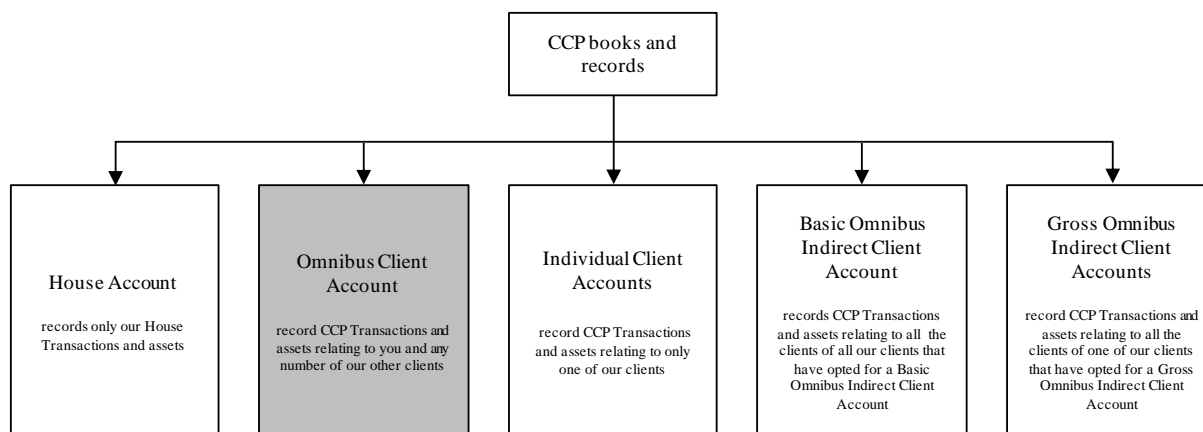 CCP books and
records
House Account
records only our House
Transactions and assets
Omnibus Client
Account
record CCP Transactions and
assets relating to you and any
number of our other clients
Individual Client
Accounts
record CCP Transactions
and assets relating to only
one of our clients
Basic Omnibus
Indirect Client
Account
records CCP Transactions
and assets relating to all the
clients of all our clients that
have opted for a Basic
Omnibus Indirect Client
Account
Gross Omnibus
Indirect Client
Accounts
record CCP Transactions and
assets relating to all the
clients of one of our clients
that have opted for a Gross
Omnibus Indirect Client
Account